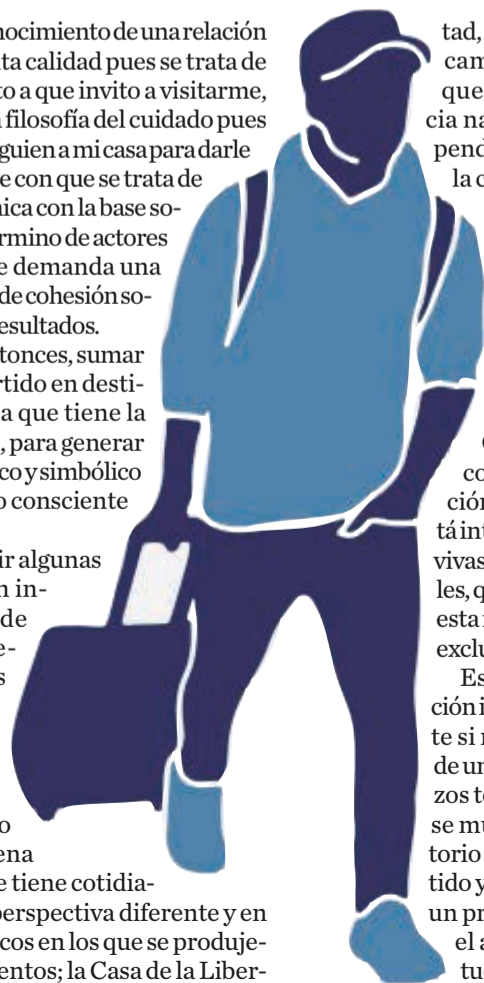 nocimiento de una relación
ta calidad pues se trata de
to a que invito a visitarme,
a filosofía del cuidado pues
guien a mi casa para darle
e con que se trata de
nica con la base so-
érmino de actores
e demanda una
de cohesión so-
esultados.
tonces, sumar
rtido en desti-
a que tiene la
, para generar
ico y simbólico
o consciente
ir algunas
n in-
de
e-
s
o
ena
e tiene cotidia-
perspectiva diferente y en
icos en los que se produje-
entos; la Casa de la Liber-
tad,
cam
que
cia na
pend
la c
co
ción
tá int
vivas
les, q
esta
exclu
Es
ción i
te si
de un
zos te
se mu
torio
tido y
un pr
el a
tu